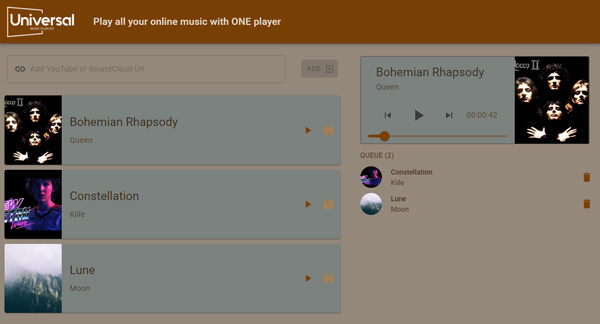 Universal
MUSIC PLAYLIST
Play all your online music with ONE player
Add YouTube or SoundCloud Url
ADD
Bohemian Rhapsody
Queen
Constellation
Kiile
Lune
Moon
Bohemian Rhapsody
Queen
00:00:42
QUEUE (2)
Constellation
Kiile
Lune
Moon